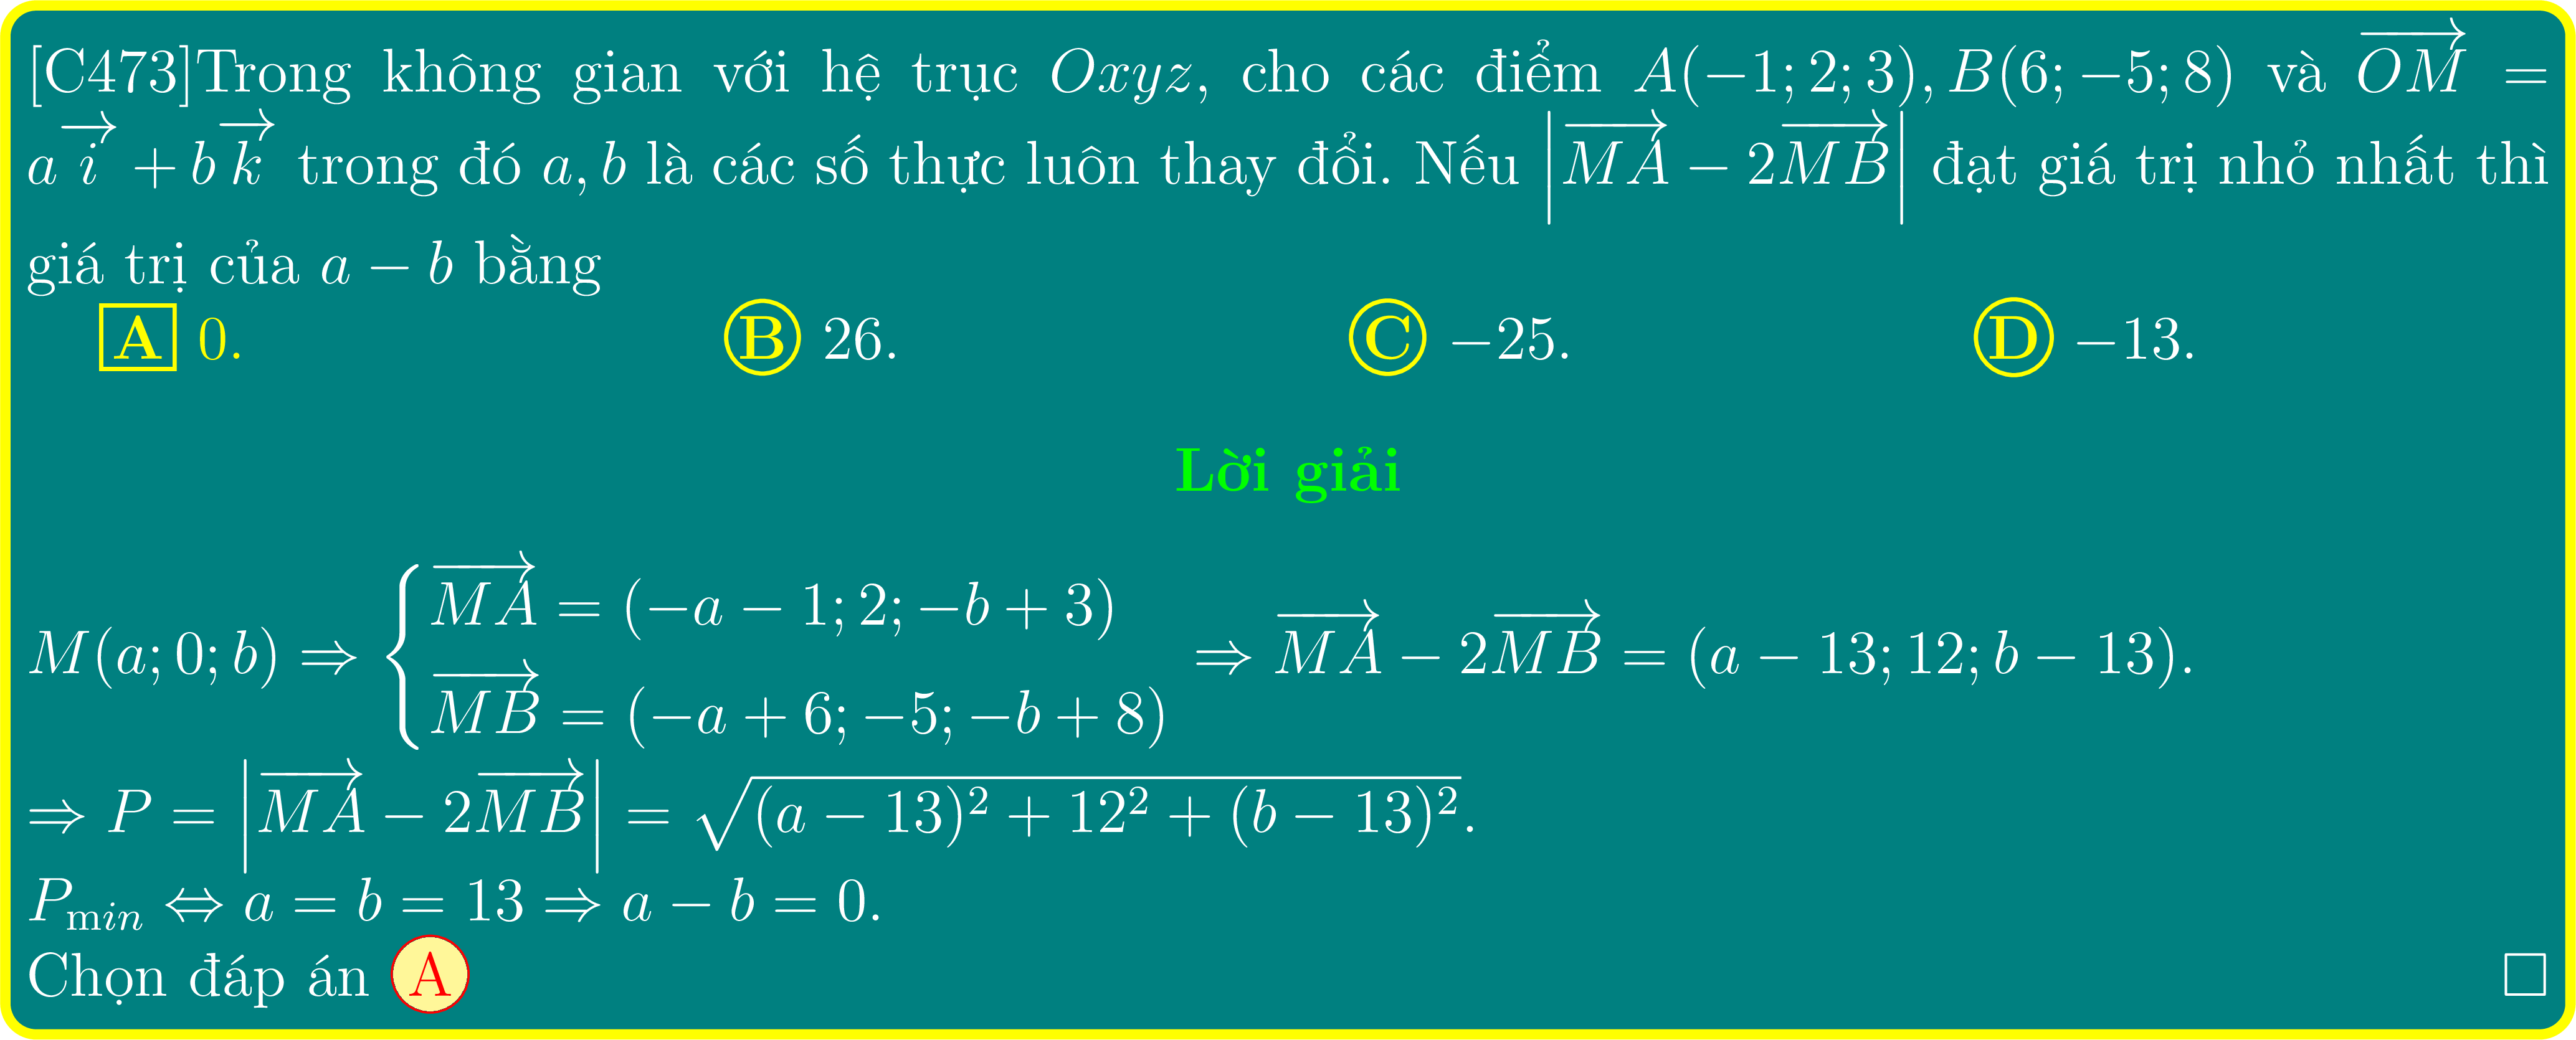 [C473]Trong không gian với hệ trục $Oxyz$, cho các điểm $A(-1;2;3), B(6;-5;8)$ và $\overrightarrow{OM} =$
$a\overrightarrow{i} + b\overrightarrow{k}$ trong đó $a, b$ là các số thực luôn thay đổi. Nếu $\left|\overrightarrow{MA} - 2\overrightarrow{MB}\right|$ đạt giá trị nhỏ nhất thì
giá trị của $a - b$ bằng
A 0. B 26. C $-25$. D $-13$.
Lời giải
$M(a;0;b) \Rightarrow \begin{cases} \overrightarrow{MA} = (-a-1;2;-b+3) \\ \overrightarrow{MB} = (-a+6;-5;-b+8) \end{cases} \Rightarrow \overrightarrow{MA} - 2\overrightarrow{MB} = (a-13;12;b-13).$
$\Rightarrow P = \left|\overrightarrow{MA} - 2\overrightarrow{MB}\right| = \sqrt{(a-13)^2 + 12^2 + (b-13)^2}.$
$P_{\mathrm{m}in} \Leftrightarrow a = b = 13 \Rightarrow a - b = 0.$
Chọn đáp án A □